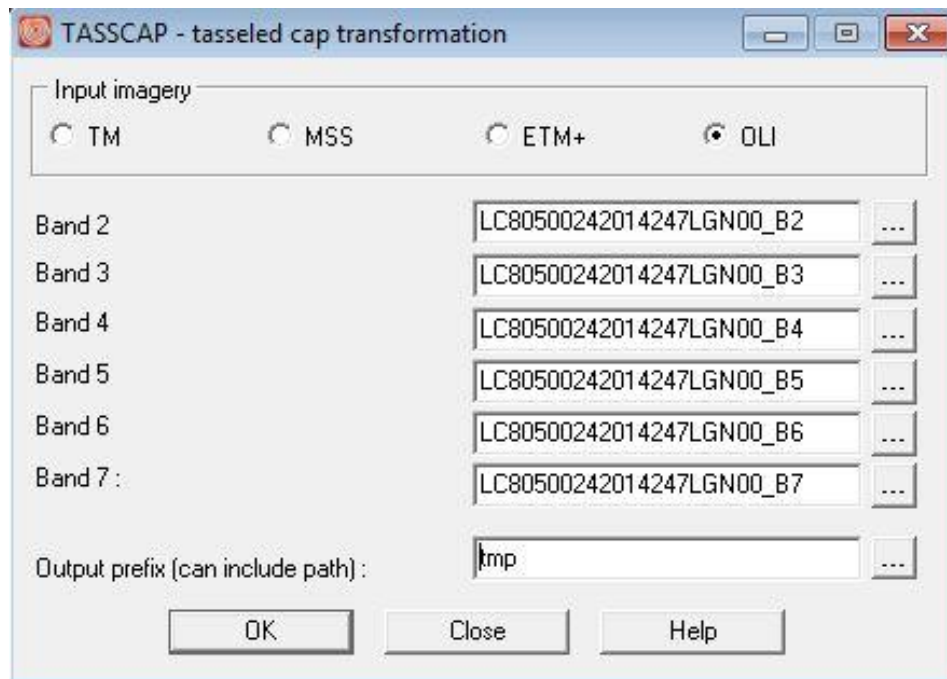 TASSCAP - tasseled cap transformation
Input imagery
TM MSS ETM+ OLI
Band 2 LC80500242014247LGN00_B2 ...
Band 3 LC80500242014247LGN00_B3 ...
Band 4 LC80500242014247LGN00_B4 ...
Band 5 LC80500242014247LGN00_B5 ...
Band 6 LC80500242014247LGN00_B6 ...
Band 7 : LC80500242014247LGN00_B7 ...
Output prefix (can include path) : tmp ...
OK Close Help